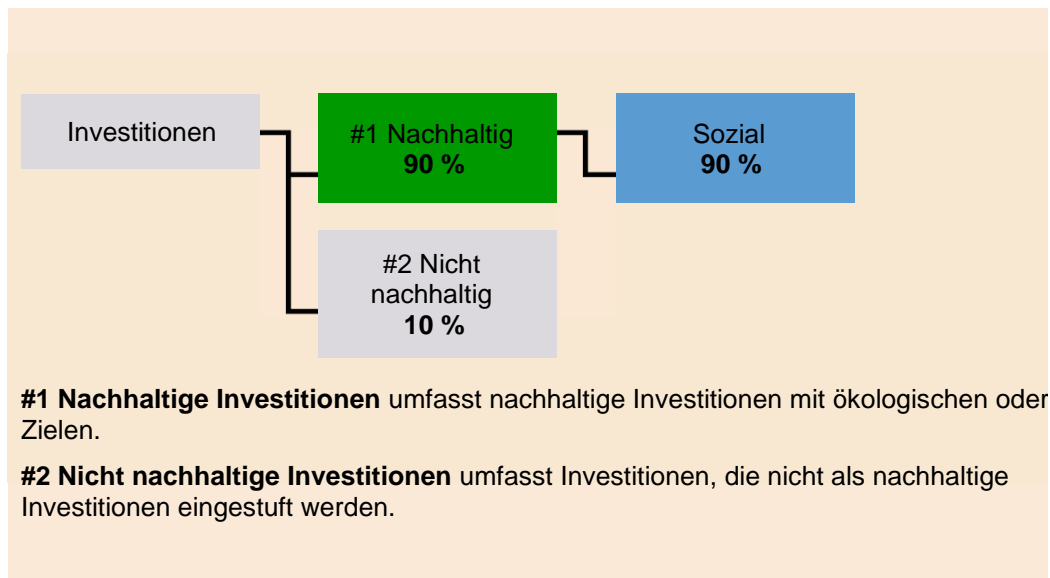 Investitionen
#1 Nachhaltig
90 %
Sozial
90 %
#2 Nicht
nachhaltig
10 %
#1 Nachhaltige Investitionen umfasst nachhaltige Investitionen mit ökologischen oder
Zielen.
#2 Nicht nachhaltige Investitionen umfasst Investitionen, die nicht als nachhaltige
Investitionen eingestuft werden.